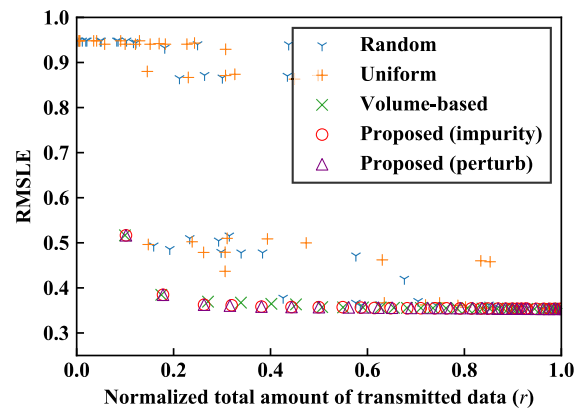 1.0
0.9
0.8
0.7
0.6
0.5
0.4
0.3
RMSLE
Random
Uniform
Volume-based
Proposed (impurity)
Proposed (perturb)
0.0 0.2 0.4 0.6 0.8 1.0
Normalized total amount of transmitted data (r)